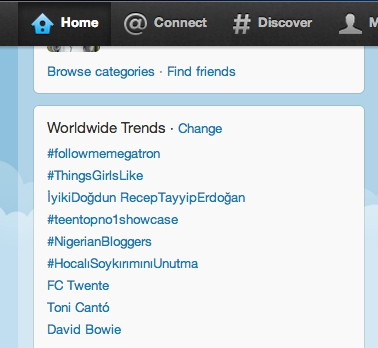 Home @ Connect # Discover M
Browse categories · Find friends
Worldwide Trends · Change
#followmemegatron
#ThingsGirlsLike
İyikiDoğdun RecepTayyipErdoğan
#teentopno1showcase
#NigerianBloggers
#HocalıSoykırımınıUnutma
FC Twente
Toni Cantó
David Bowie